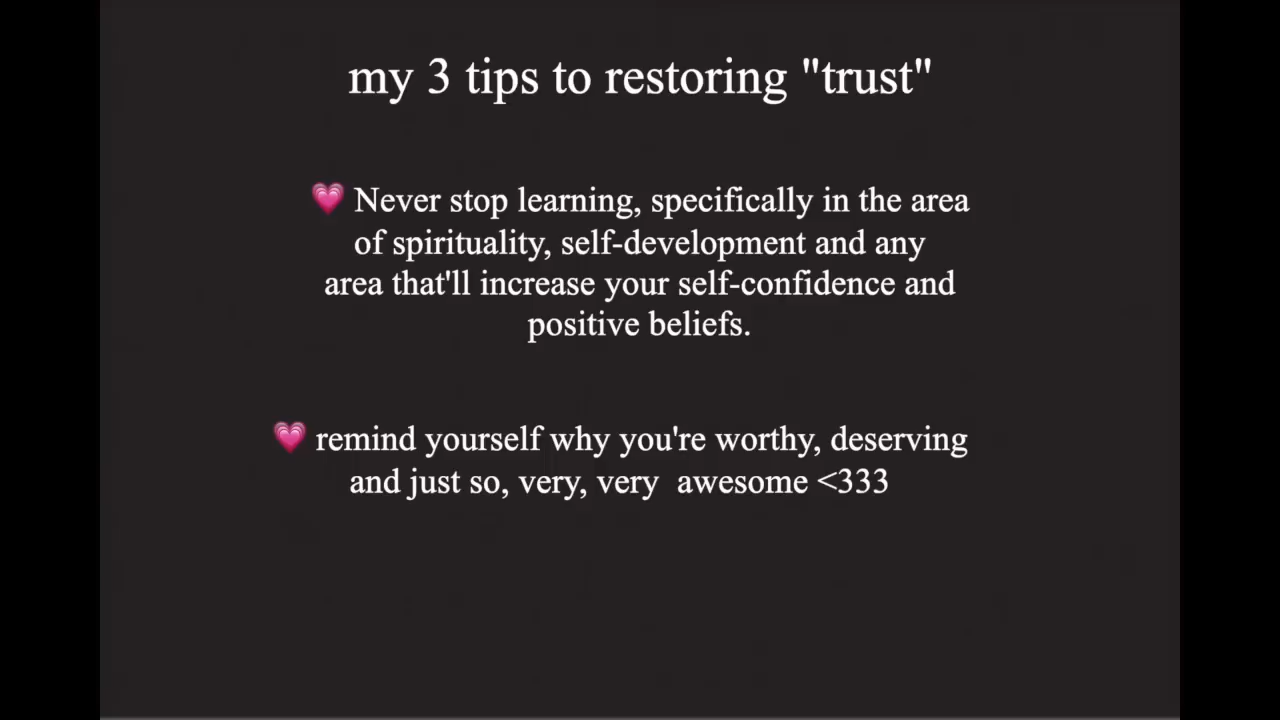 my 3 tips to restoring "trust"
💗 Never stop learning, specifically in the area
of spirituality, self-development and any
area that'll increase your self-confidence and
positive beliefs.
💗 remind yourself why you're worthy, deserving
and just so, very, very  awesome <333